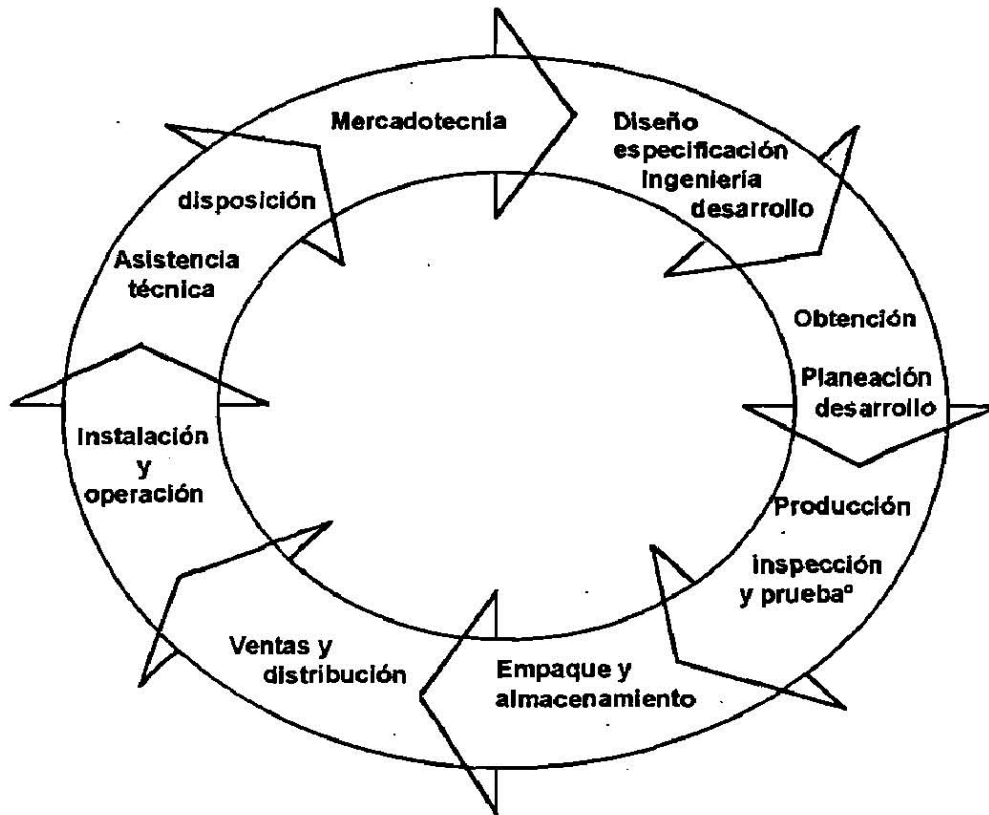 Mercadotecnía
Diseño
especificación
Ingeniería
desarrollo
Obtención
Planeación
desarrollo
Producción
inspección
y prueba°
Empaque y
almacenamiento
Ventas y
distribución
Instalación
y
operación
Asistencia
técnica
disposición